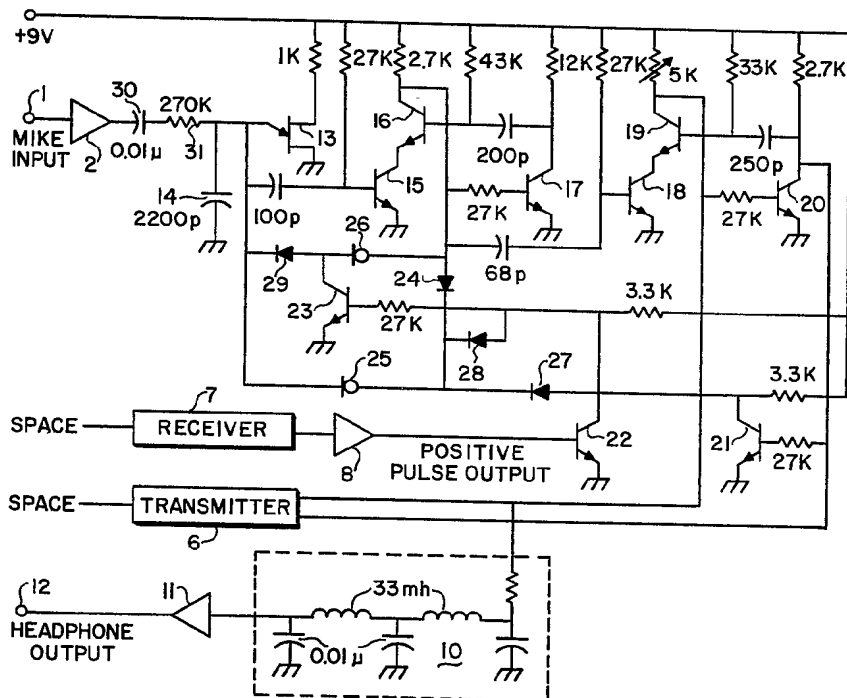 +9V
1K
27K
2.7K
43K
12K
27K
5K
33K
2.7K
1
30
270K
13
16
19
MIKE
INPUT
2
0.01µ
31
200p
250p
14
2200p
100p
15
17
18
20
27K
27K
26
68p
29
24
23
27K
3.3K
28
25
27
3.3K
7
SPACE
RECEIVER
8
POSITIVE
PULSE OUTPUT
22
21
27K
SPACE
TRANSMITTER
6
12
11
33mh
HEADPHONE
OUTPUT
0.01µ
10